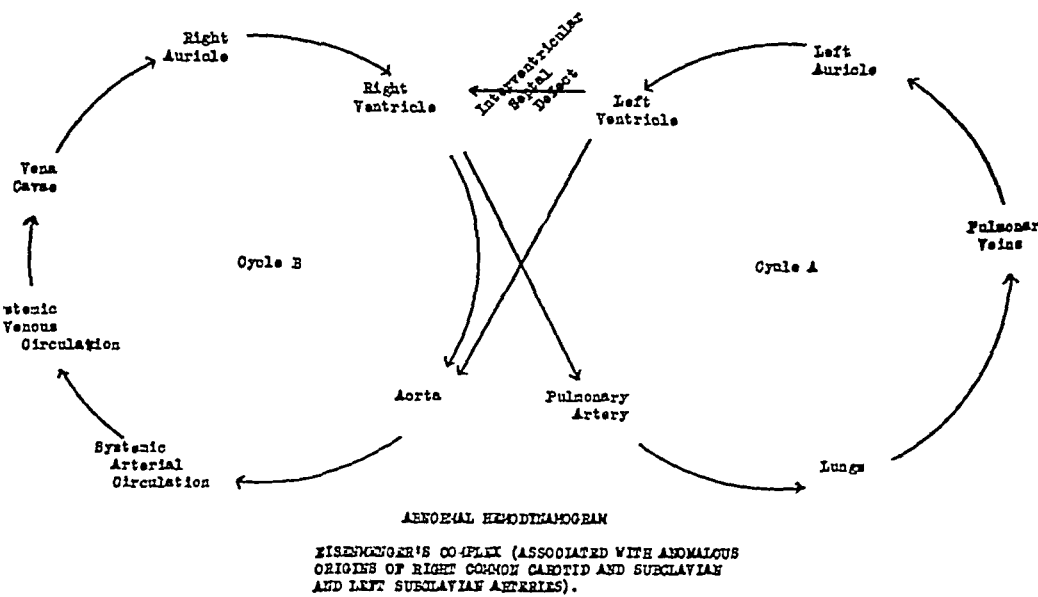 Right
Auricle
Right
Ventricle
Interventricular
Septal
Defect
Left
Ventricle
Left
Auricle
Vena
Cavae
Pulmonar
Veins
Cycle B
Cycle A
stemic
Venous
Circulation
Aorta
Pulmonary
Artery
Systemic
Arterial
Circulation
Lungs
ABNORMAL HEMODYNAMOGRAM
EISENMENGER'S COMPLEX (ASSOCIATED WITH ANOMALOUS
ORIGINS OF RIGHT COMMON CAROTID AND SUBCLAVIAN
AND LEFT SUBCLAVIAN ARTERIES).